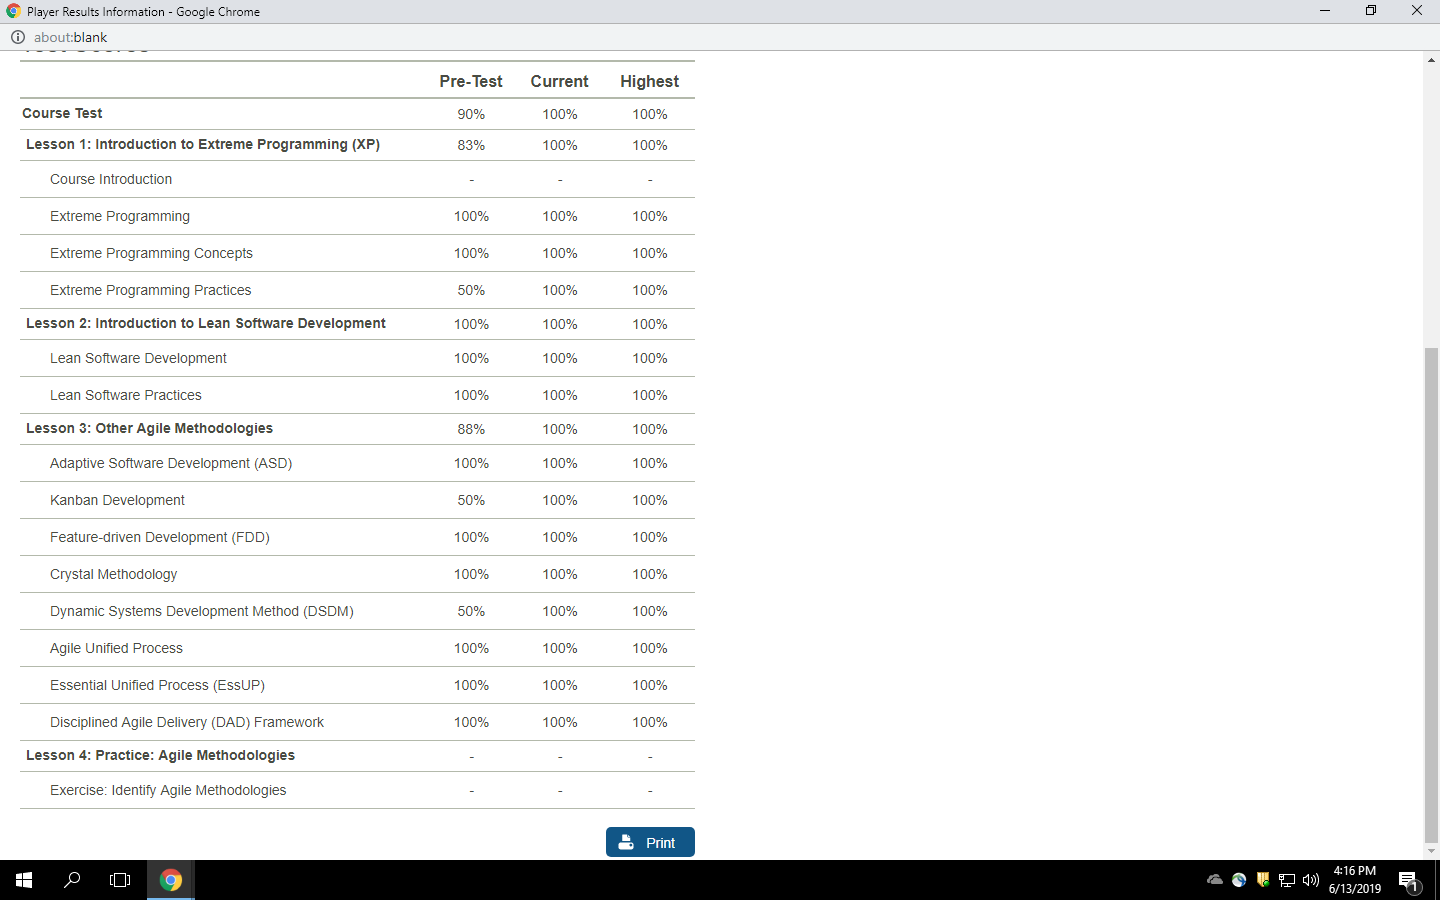 Player Results Information - Google Chrome
about:blank
Pre-Test Current Highest
Course Test 90% 100% 100%
Lesson 1: Introduction to Extreme Programming (XP) 83% 100% 100%
Course Introduction - - -
Extreme Programming 100% 100% 100%
Extreme Programming Concepts 100% 100% 100%
Extreme Programming Practices 50% 100% 100%
Lesson 2: Introduction to Lean Software Development 100% 100% 100%
Lean Software Development 100% 100% 100%
Lean Software Practices 100% 100% 100%
Lesson 3: Other Agile Methodologies 88% 100% 100%
Adaptive Software Development (ASD) 100% 100% 100%
Kanban Development 50% 100% 100%
Feature-driven Development (FDD) 100% 100% 100%
Crystal Methodology 100% 100% 100%
Dynamic Systems Development Method (DSDM) 50% 100% 100%
Agile Unified Process 100% 100% 100%
Essential Unified Process (EssUP) 100% 100% 100%
Disciplined Agile Delivery (DAD) Framework 100% 100% 100%
Lesson 4: Practice: Agile Methodologies - - -
Exercise: Identify Agile Methodologies - - -
Print
4:16 PM
6/13/2019
1